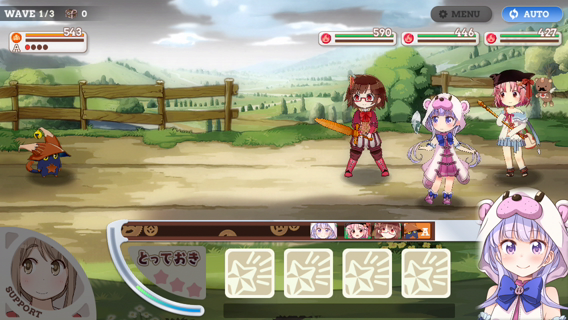 WAVE 1/3 0
MENU
AUTO
543
A
590
446
427
A
とっておき
SUPPORT